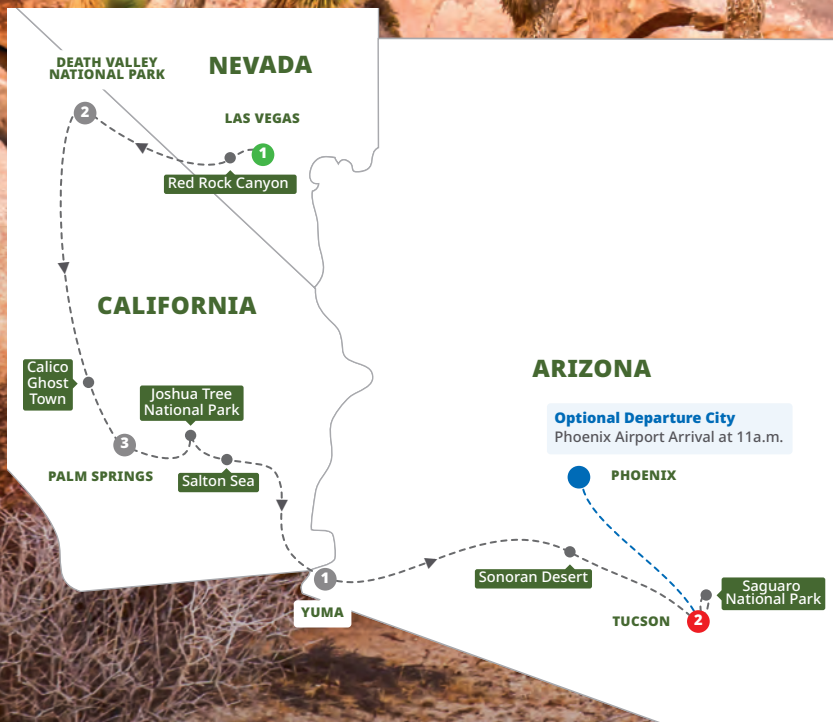 DEATH VALLEY
NATIONAL PARK
NEVADA
2
LAS VEGAS
1
Red Rock Canyon
CALIFORNIA
Calico
Ghost
Town
Joshua Tree
National Park
3
PALM SPRINGS
Salton Sea
ARIZONA
Optional Departure City
Phoenix Airport Arrival at 11a.m.
PHOENIX
1
YUMA
Sonoran Desert
Saguaro
National Park
TUCSON
2